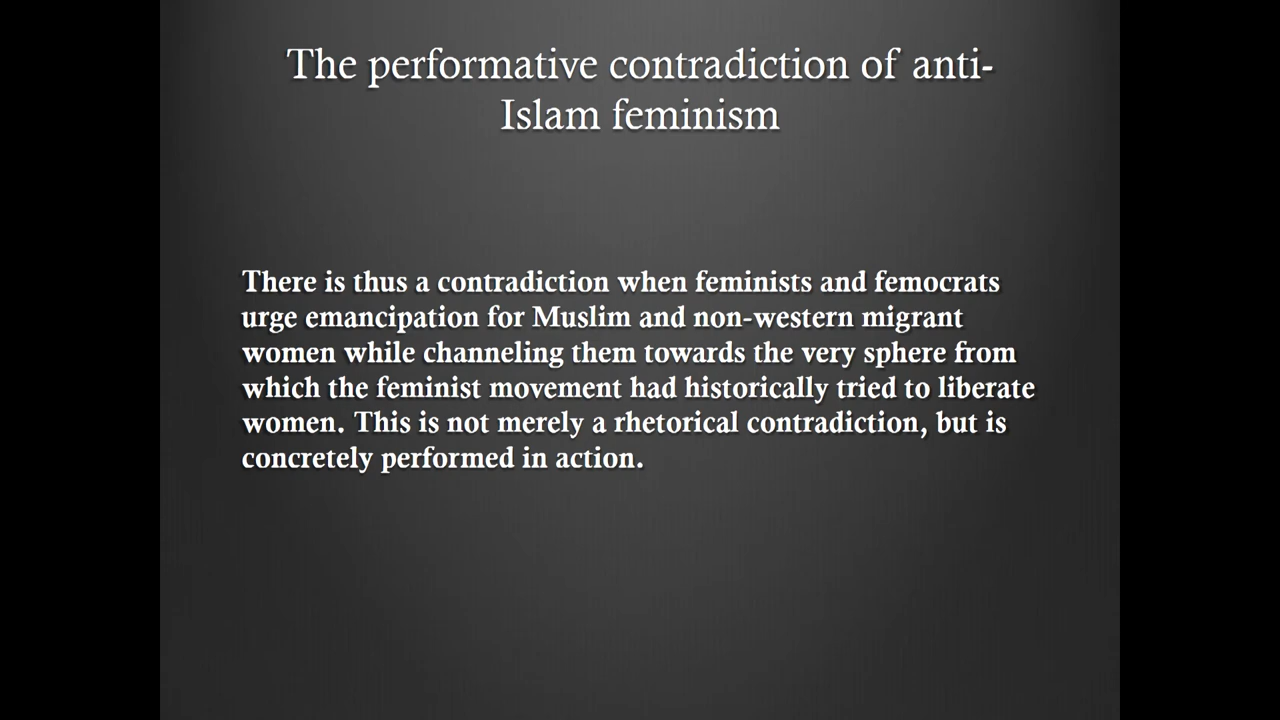 The performative contradiction of anti-
Islam feminism
There is thus a contradiction when feminists and femocrats
urge emancipation for Muslim and non-western migrant
women while channeling them towards the very sphere from
which the feminist movement had historically tried to liberate
women. This is not merely a rhetorical contradiction, but is
concretely performed in action.